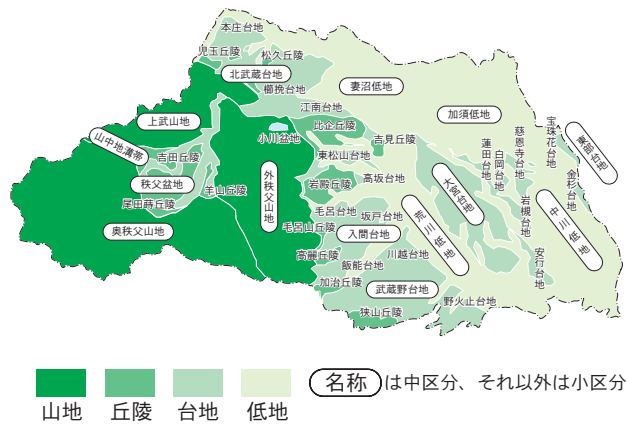 本庄台地
児玉丘陵
松久丘陵
北武蔵台地
櫛挽台地
妻沼低地
江南台地
加須低地
上武山地
比企丘陵
小川盆地
吉見丘陵
山中地溝帯
吉田丘陵
東松山台地
秩父盆地
羊山丘陵
外秩父山地
岩殿丘陵
高坂台地
尾田蒔丘陵
奥秩父山地
毛呂台地
坂戸台地
毛呂山丘陵
入間台地
高麗丘陵
飯能台地
川越台地
加治丘陵
武蔵野台地
狭山丘陵
野火止台地
荒川低地
大宮台地
蓮田台地
白岡台地
慈恩寺台地
岩槻台地
安行台地
宝珠花台地
金杉台地
東部台地
中川低地
山地
丘陵
台地
低地
名称は中区分、それ以外は小区分